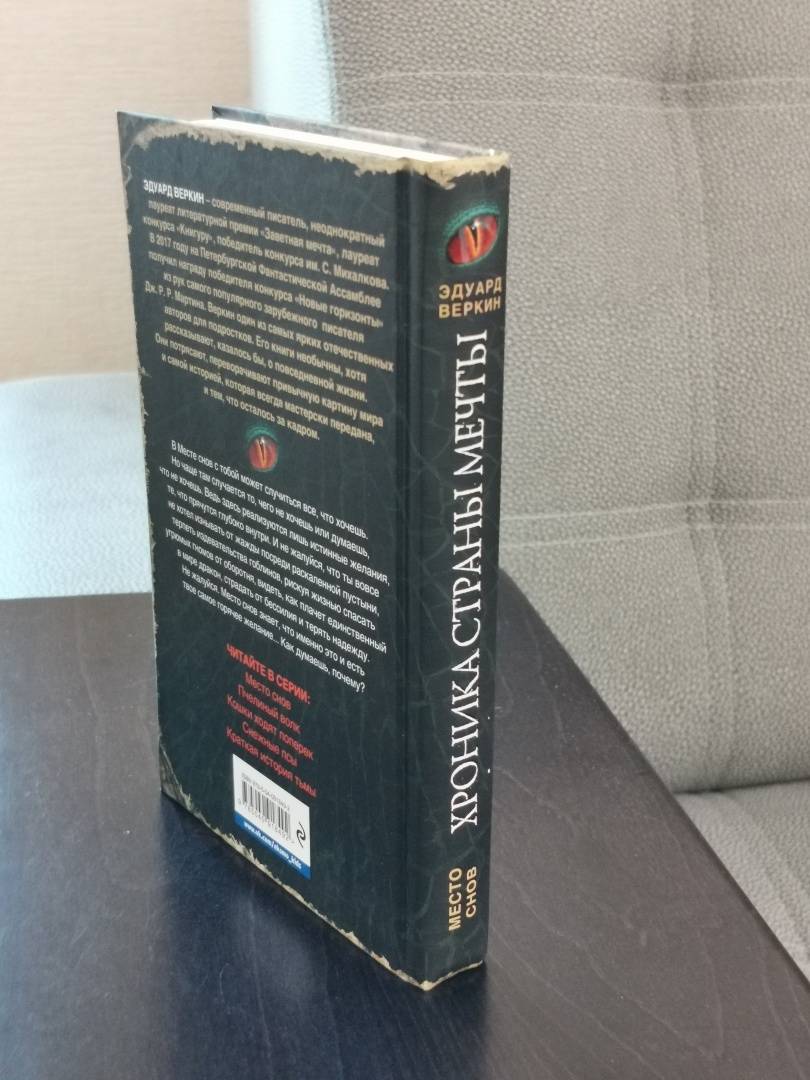 ЭДУАРД ВЕРКИН – современный писатель, неоднократный
лауреат литературной премии «Заветная мечта», лауреат
конкурса «Книгуру», победитель конкурса им. С. Михалкова.
В 2017 году на Петербургской Фантастической Ассамблее
получил награду победителя конкурса «Новые горизонты»
из рук самого популярного зарубежного писателя
Дж. Р. Р. Мартина. Веркин один из самых ярких отечественных
авторов для подростков. Его книги необычны, хотя
рассказывают, казалось бы, о повседневной жизни.
Они потрясают, переворачивают привычную картину мира
и самой историей, которая всегда мастерски передана,
и тем, что осталось за кадром.
В Месте снов с тобой может случиться все, что хочешь.
Но чаще там случается то, чего не хочешь или думаешь,
что не хочешь. Ведь здесь реализуются лишь истинные желания,
те, что прячутся глубоко внутри. И не жалуйся, что ты вовсе
не хотел изнывать от жажды посреди раскаленной пустыни,
терпеть издевательства гоблинов, рискуя жизнью спасать
угрюмых гномов от оборотня, видеть, как плачет единственный
в мире дракон, страдать от бессилия и терять надежду.
Не жалуйся. Место снов знает, что именно это и есть
твое самое горячее желание... Как думаешь, почему?
ЧИТАЙТЕ В СЕРИИ:
Место снов
Пчелиный волк
Кошки ходят поперек
Снежные псы
Краткая история тьмы
www.vk.com/eksmo_kids
ЭДУАРД
ВЕРКИН
ХРОНИКА СТРАНЫ МЕЧТЫ
МЕСТО
СНОВ